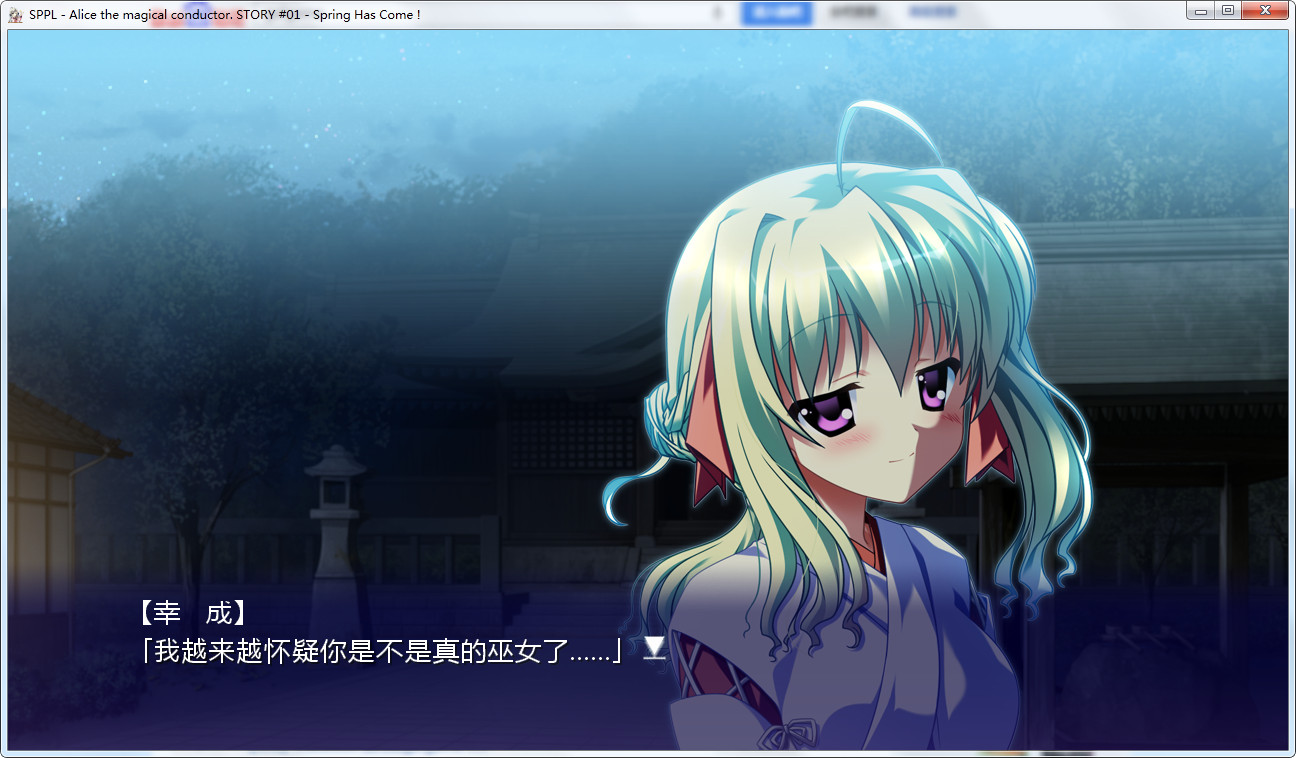 SPPL - Alice the magical conductor. STORY #01 - Spring Has Come !
【幸　成】
「我越来越怀疑你是不是真的巫女了……」